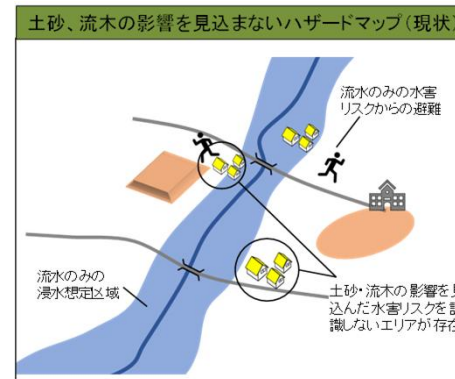 土砂、流木の影響を見込まないハザードマップ(現状)
流水のみの水害
リスクからの避難
流水のみの
浸水想定区域
土砂・流木の影響を見
込んだ水害リスクを
識しないエリアが存在